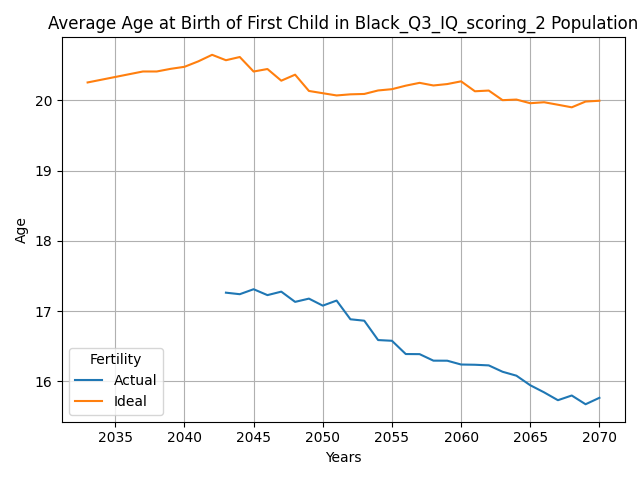 Average Age at Birth of First Child in Black_Q3_IQ_scoring_2 Population
Age
20
19
18
17
16
Fertility
Actual
Ideal
2035
2040
2045
2050
2055
2060
2065
2070
Years